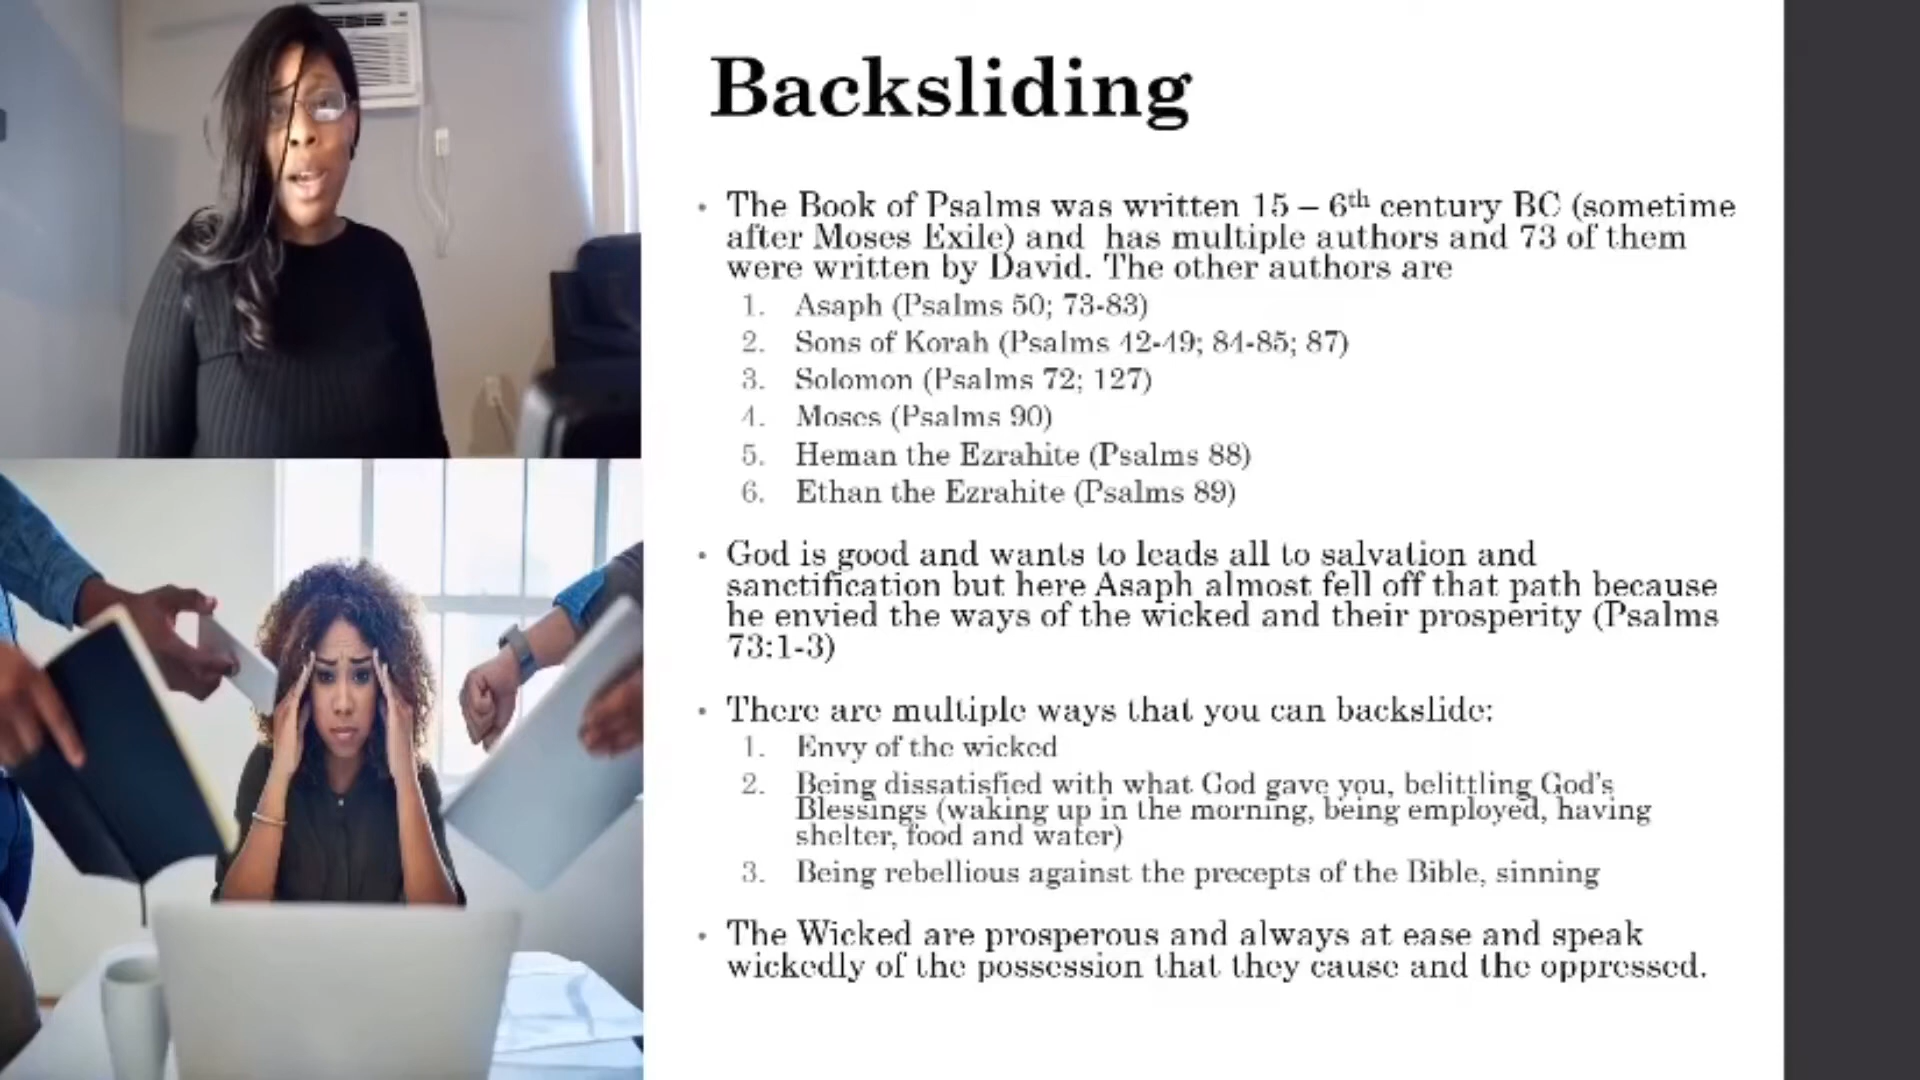 Backsliding
• The Book of Psalms was written 15 – 6th century BC (sometime
after Moses Exile) and has multiple authors and 73 of them
were written by David. The other authors are
1. Asaph (Psalms 50; 73-83)
2. Sons of Korah (Psalms 42-49; 84-85; 87)
3. Solomon (Psalms 72; 127)
4. Moses (Psalms 90)
5. Heman the Ezrahite (Psalms 88)
6. Ethan the Ezrahite (Psalms 89)
• God is good and wants to leads all to salvation and
sanctification but here Asaph almost fell off that path because
he envied the ways of the wicked and their prosperity (Psalms
73:1-3)
• There are multiple ways that you can backslide:
1. Envy of the wicked
2. Being dissatisfied with what God gave you, belittling God's
Blessings (waking up in the morning, being employed, having
shelter, food and water)
3. Being rebellious against the precepts of the Bible, sinning
• The Wicked are prosperous and always at ease and speak
wickedly of the possession that they cause and the oppressed.